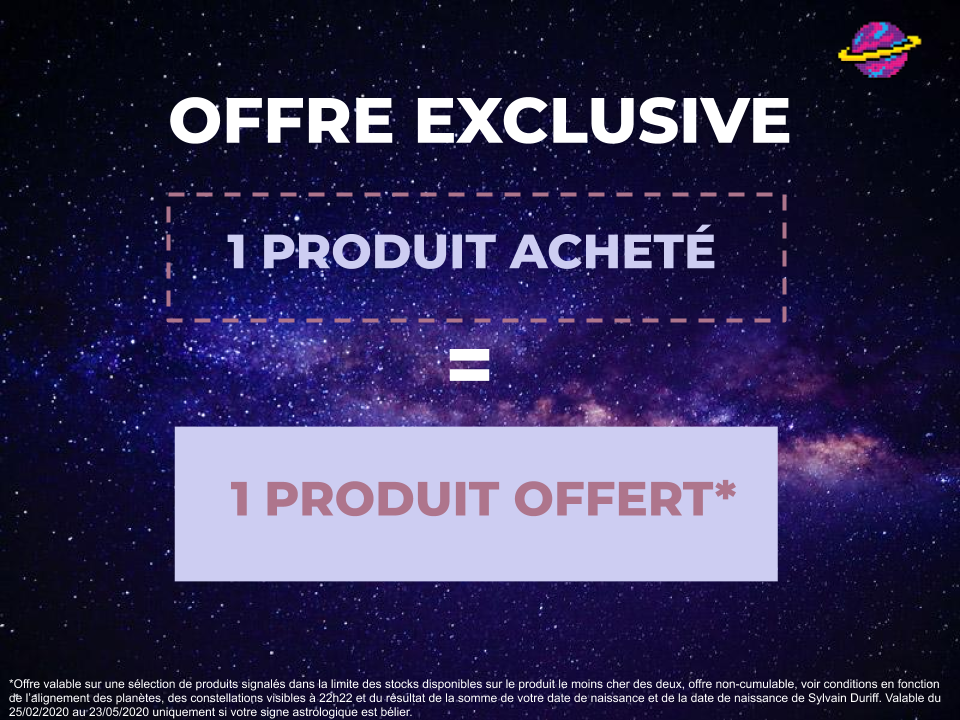 OFFRE EXCLUSIVE
1 PRODUIT ACHETÉ
=
1 PRODUIT OFFERT*
*Offre valable sur une sélection de produits signalés dans la limite des stocks disponibles sur le produit le moins cher des deux, offre non-cumulable, voir conditions en fonction
de l'alignement des planètes, des constellations visibles à 22h22 et du résultat de la somme de votre date de naissance et de la date de naissance de Sylvain Duriff. Valable du
25/02/2020 au 23/05/2020 uniquement si votre signe astrologique est bélier.